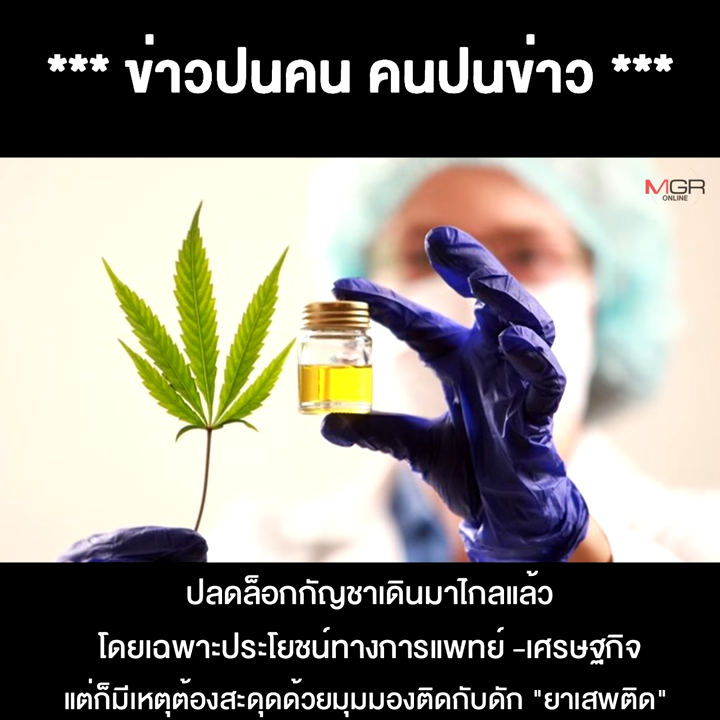 *** ข่าวปนคน คนปนข่าว ***
MGR
ONLINE
ปลดล็อกกัญชาเดินมาไกลแล้ว
โดยเฉพาะประโยชน์ทางการแพทย์ -เศรษฐกิจ
แต่ก็มีเหตุต้องสะดุดด้วยมุมมองติดกับดัก "ยาเสพติด"